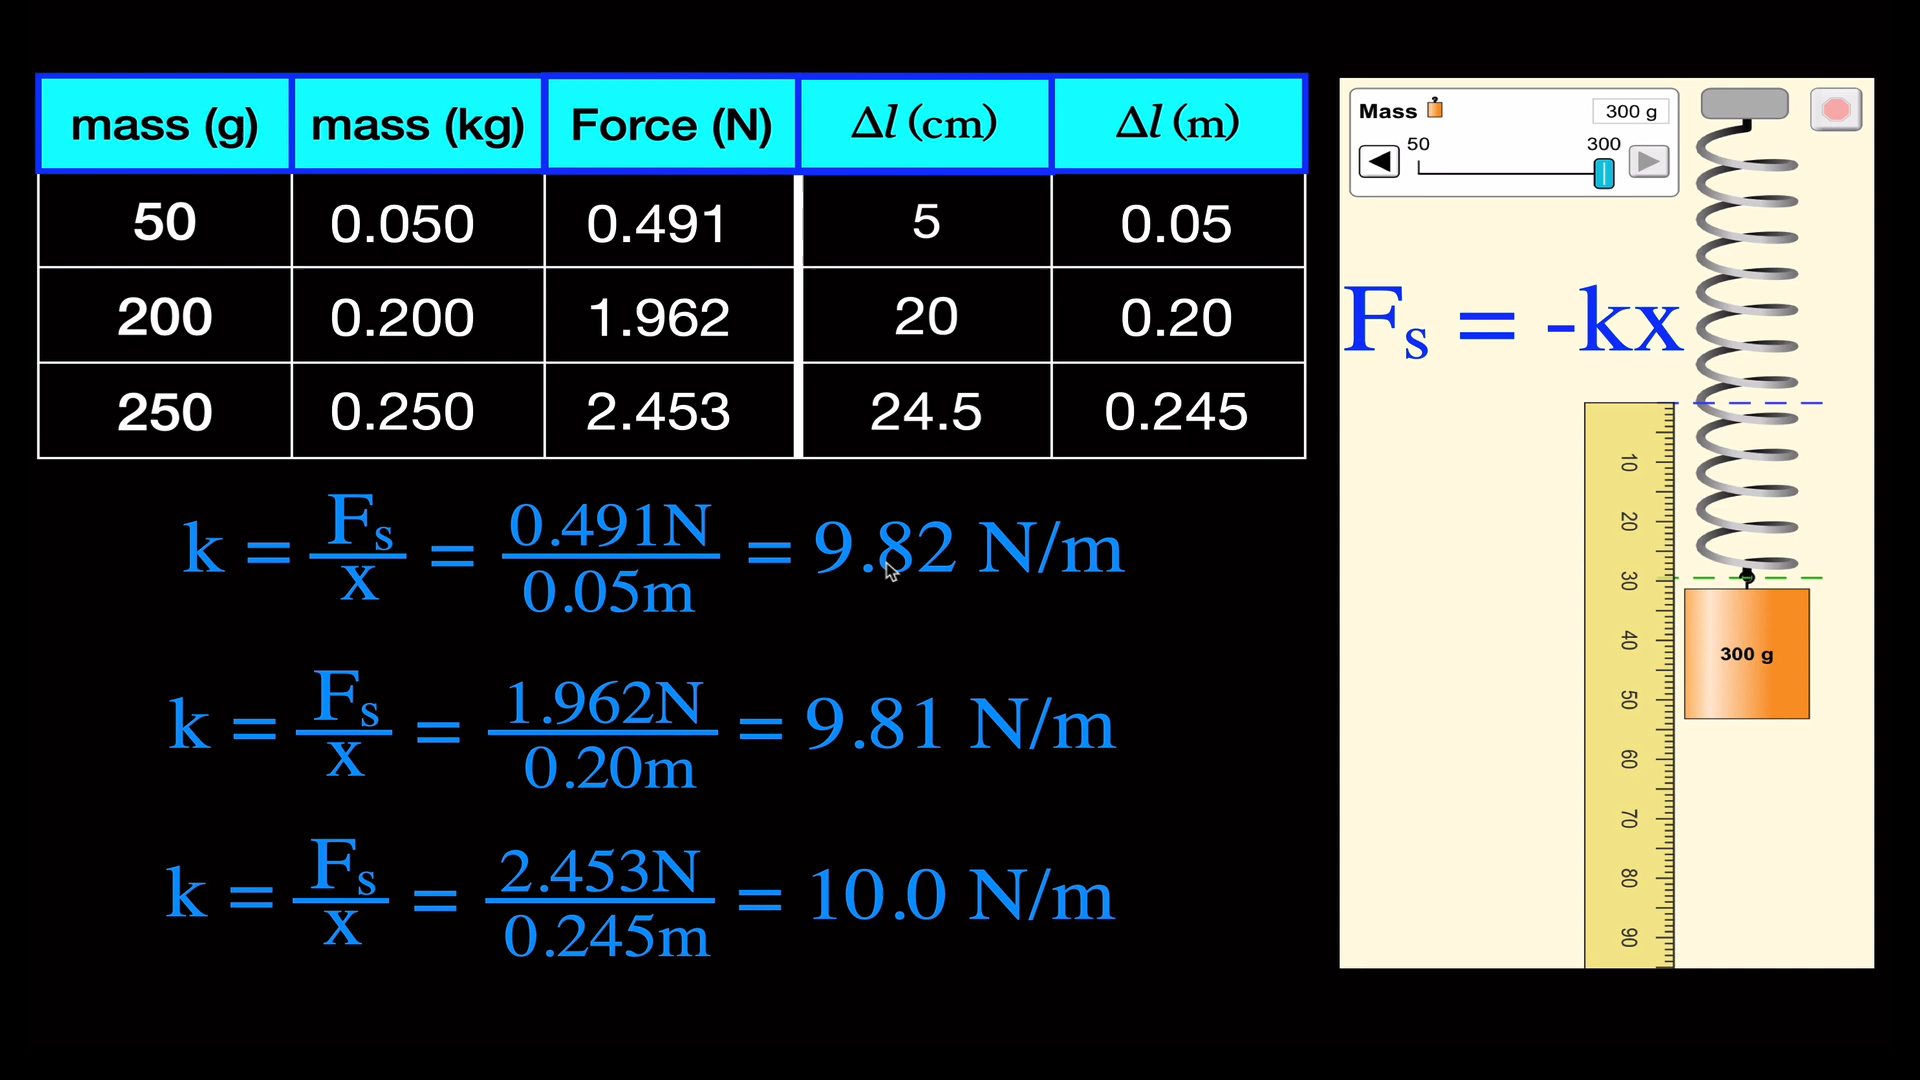 mass (g) mass (kg) Force (N) Δl (cm) Δl (m)
50 0.050 0.491 5 0.05
200 0.200 1.962 20 0.20
250 0.250 2.453 24.5 0.245
k = Fs/x = 0.491N/0.05m = 9.82 N/m
k = Fs/x = 1.962N/0.20m = 9.81 N/m
k = Fs/x = 2.453N/0.245m = 10.0 N/m
Mass 300 g
50 300
Fs = -kx
10
20
30
40
50
60
70
80
90
300 g